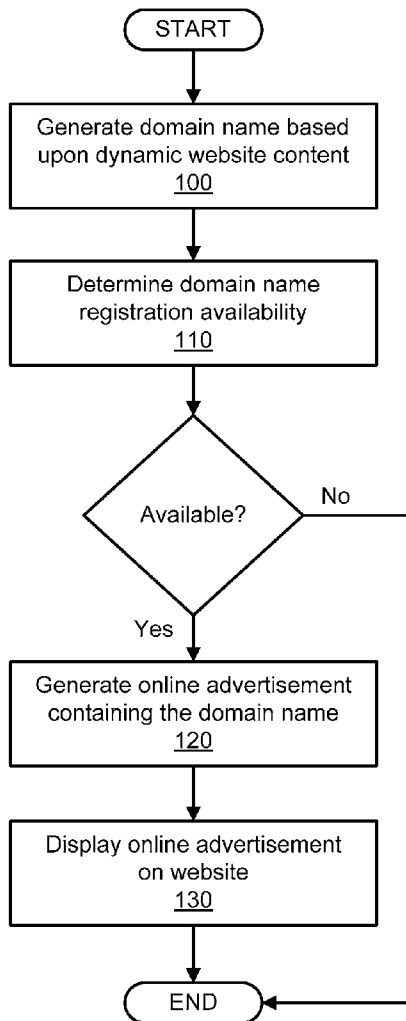 START
Generate domain name based
upon dynamic website content
100
Determine domain name
registration availability
110
Available?
No
Yes
Generate online advertisement
containing the domain name
120
Display online advertisement
on website
130
END